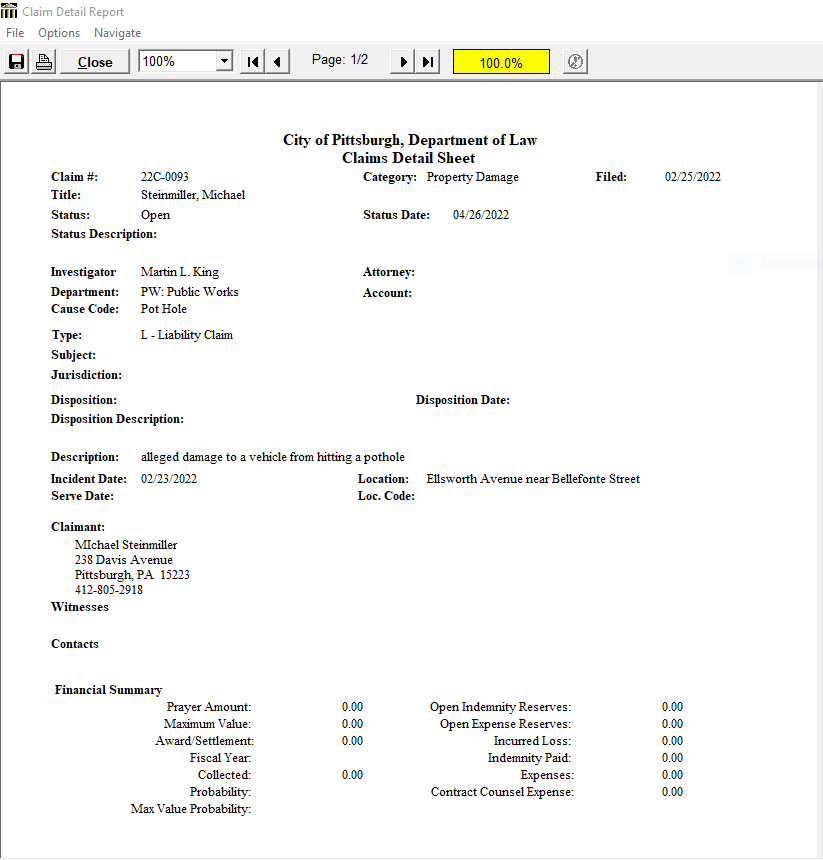 Claim Detail Report
File Options Navigate
Close 100% Page: 1/2 100.0%
City of Pittsburgh, Department of Law
Claims Detail Sheet
Claim #: 22C-0093 Category: Property Damage Filed: 02/25/2022
Title: Steinmiller, Michael
Status: Open Status Date: 04/26/2022
Status Description:
Investigator Martin L. King Attorney:
Department: PW: Public Works Account:
Cause Code: Pot Hole
Type: L - Liability Claim
Subject:
Jurisdiction:
Disposition: Disposition Date:
Disposition Description:
Description: alleged damage to a vehicle from hitting a pothole
Incident Date: 02/23/2022 Location: Ellsworth Avenue near Bellefonte Street
Serve Date: Loc. Code:
Claimant:
MIchael Steinmiller
238 Davis Avenue
Pittsburgh, PA 15223
412-805-2918
Witnesses
Contacts
Financial Summary
Prayer Amount: 0.00 Open Indemnity Reserves: 0.00
Maximum Value: 0.00 Open Expense Reserves: 0.00
Award/Settlement: 0.00 Incurred Loss: 0.00
Fiscal Year: Indemnity Paid: 0.00
Collected: 0.00 Expenses: 0.00
Probability: Contract Counsel Expense: 0.00
Max Value Probability: